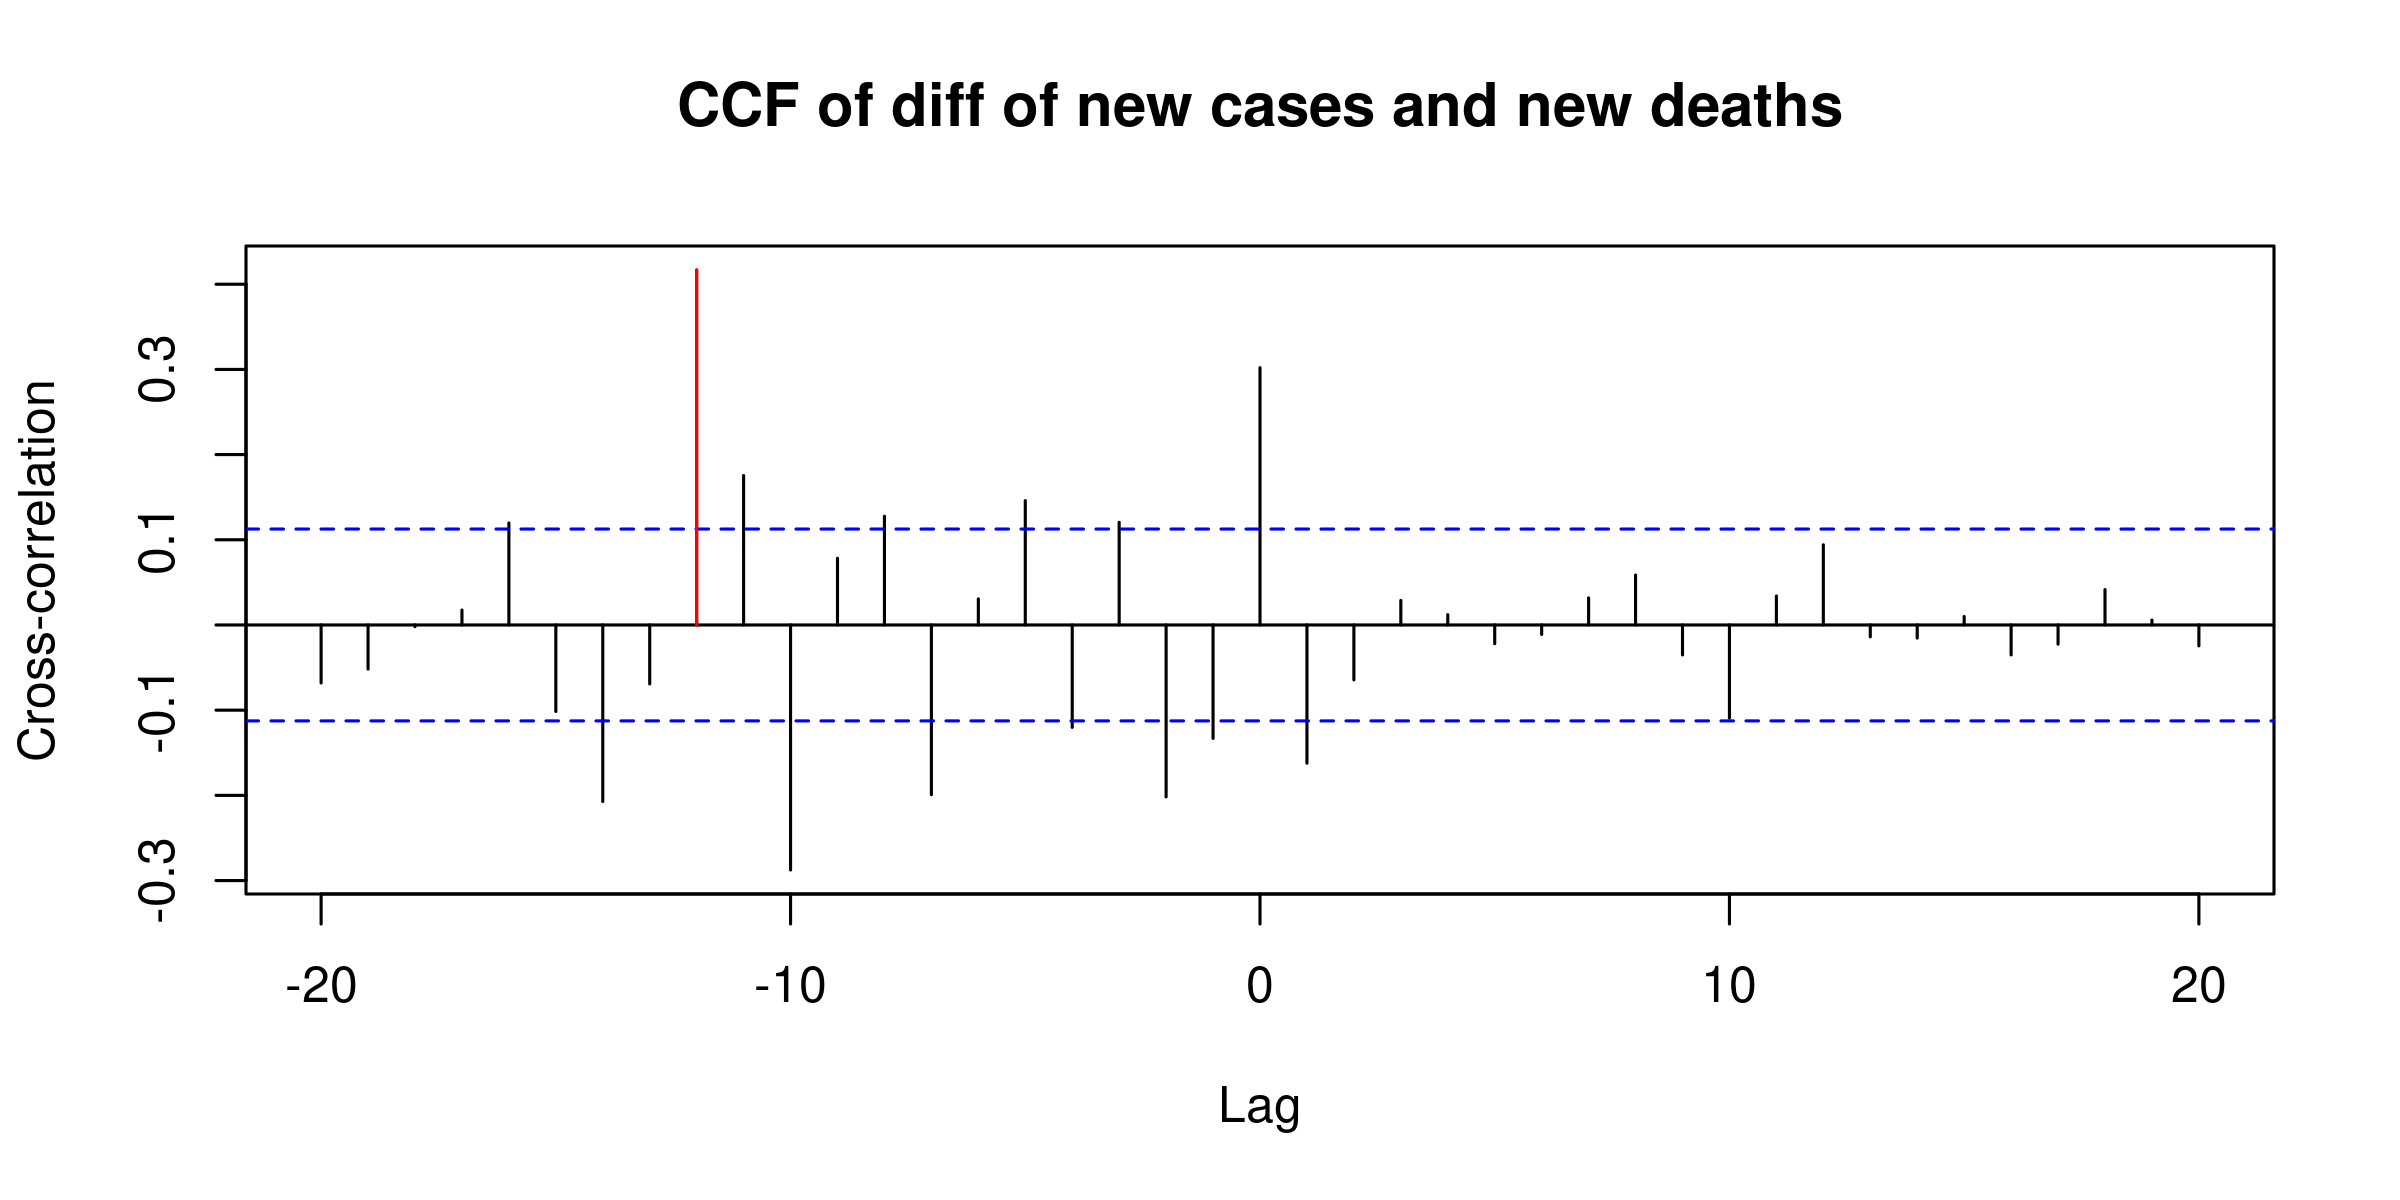 CCF of diff of new cases and new deaths
Cross-correlation
0.3
0.1
-0.1
-0.3
-20 -10 0 10 20
Lag